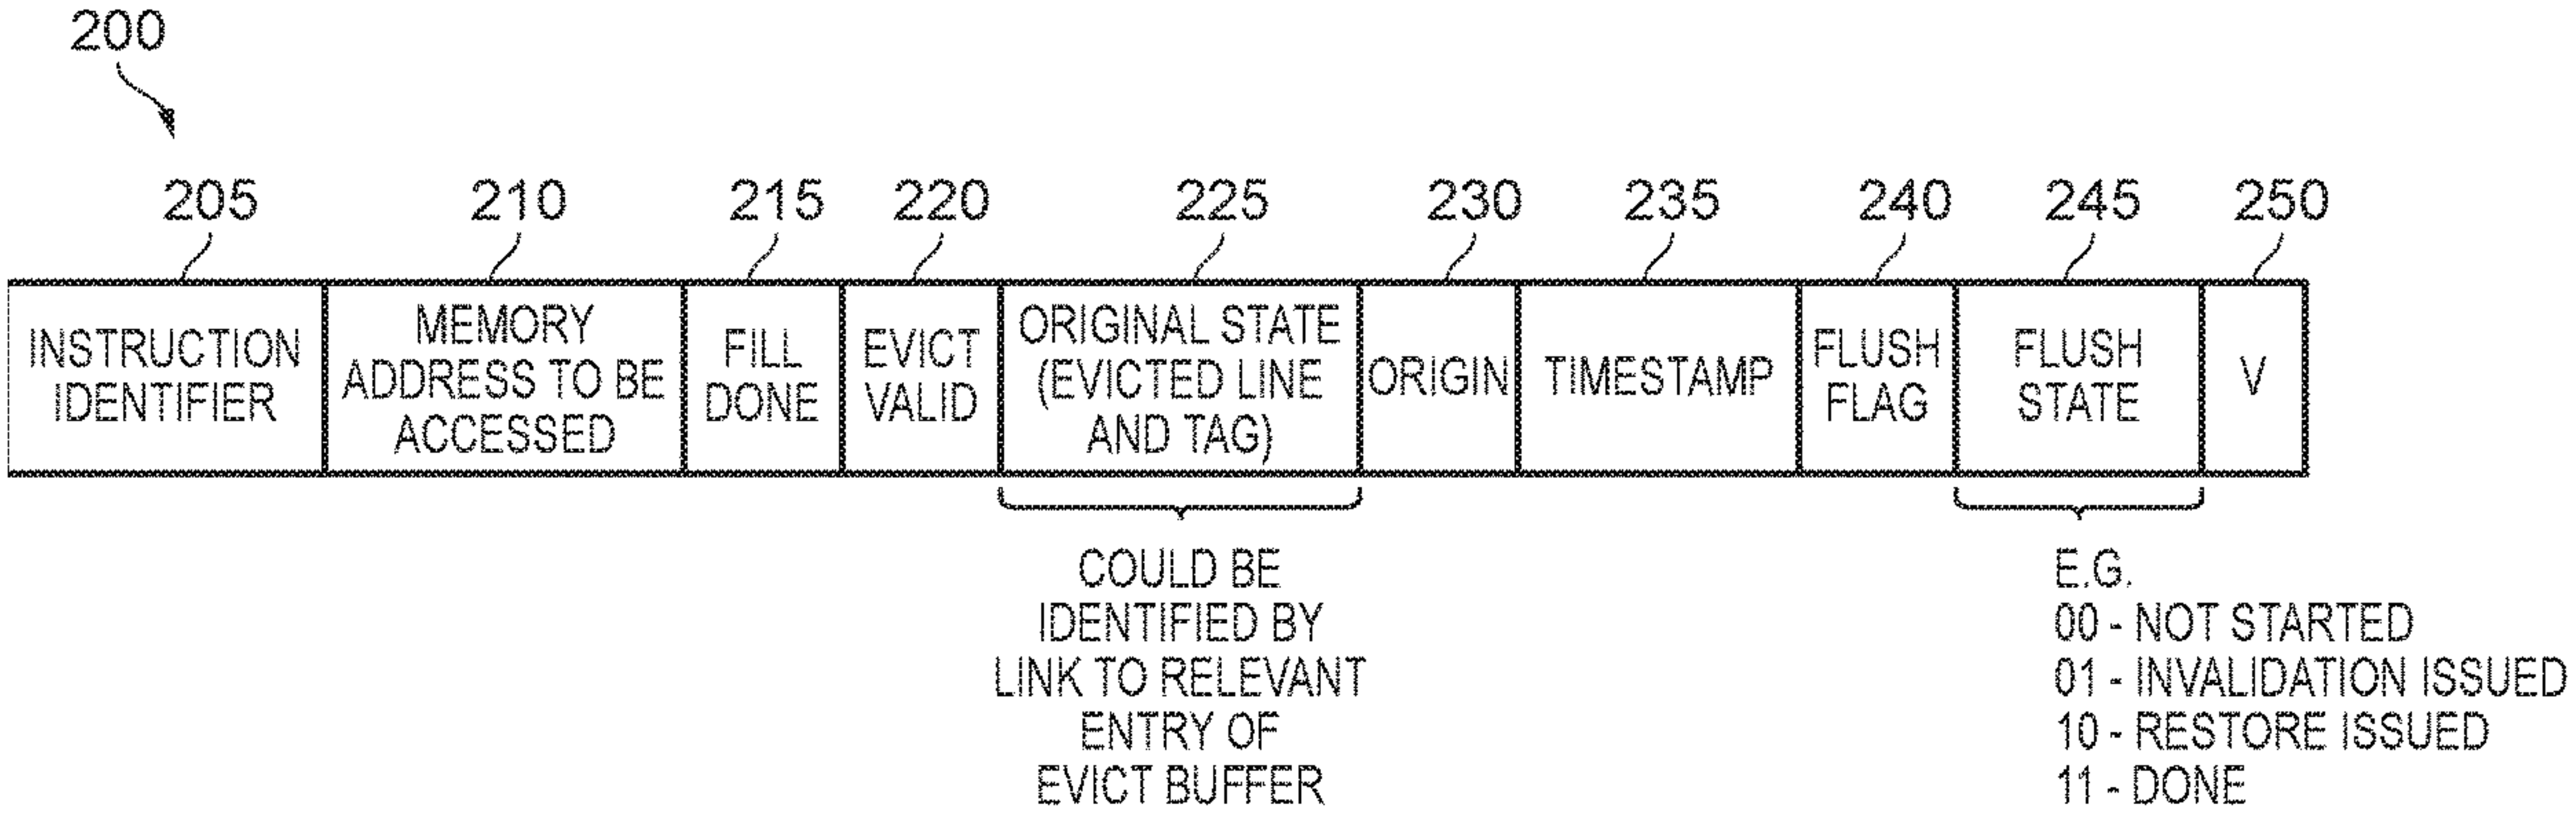 200
205 210 215 220 225 230 235 240 245 250
INSTRUCTION
IDENTIFIER
MEMORY
ADDRESS TO BE
ACCESSED
FILL
DONE
EVICT
VALID
ORIGINAL STATE
(EVICTED LINE
AND TAG)
ORIGIN
TIMESTAMP
FLUSH
FLAG
FLUSH
STATE
V
COULD BE
IDENTIFIED BY
LINK TO RELEVANT
ENTRY OF
EVICT BUFFER
E.G.
00 - NOT STARTED
01 - INVALIDATION ISSUED
10 - RESTORE ISSUED
11 - DONE